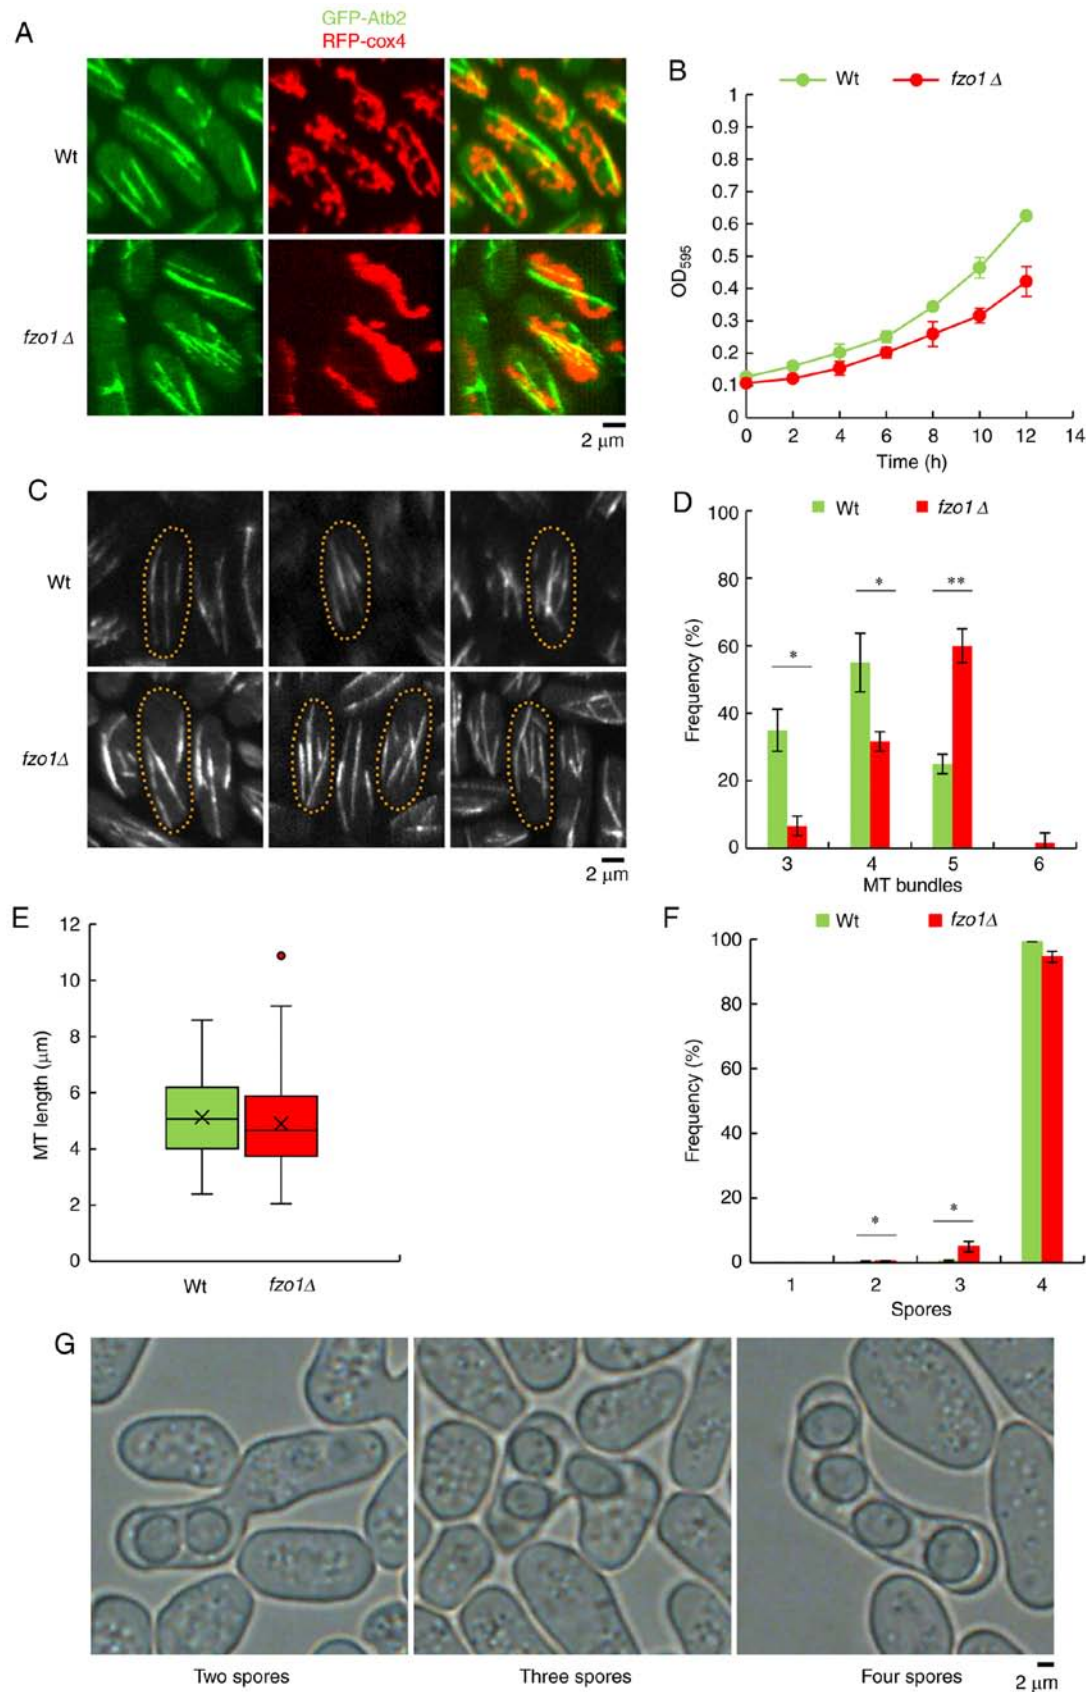 A
GFP-Atb2
RFP-cox4
Wt
fzo1Δ
2 μm
B
Wt
fzo1Δ
1
0.9
0.8
0.7
0.6
0.5
0.4
0.3
0.2
0.1
0
OD595
0 2 4 6 8 10 12 14
Time (h)
C
Wt
fzo1Δ
2 μm
D
Wt
fzo1Δ
100
80
60
40
20
0
Frequency (%)
*
*
**
3 4 5 6
MT bundles
E
12
10
8
6
4
2
0
MT length (μm)
Wt
fzo1Δ
F
Wt
fzo1Δ
100
80
60
40
20
0
Frequency (%)
*
*
1 2 3 4
Spores
G
Two spores
Three spores
Four spores
2 μm